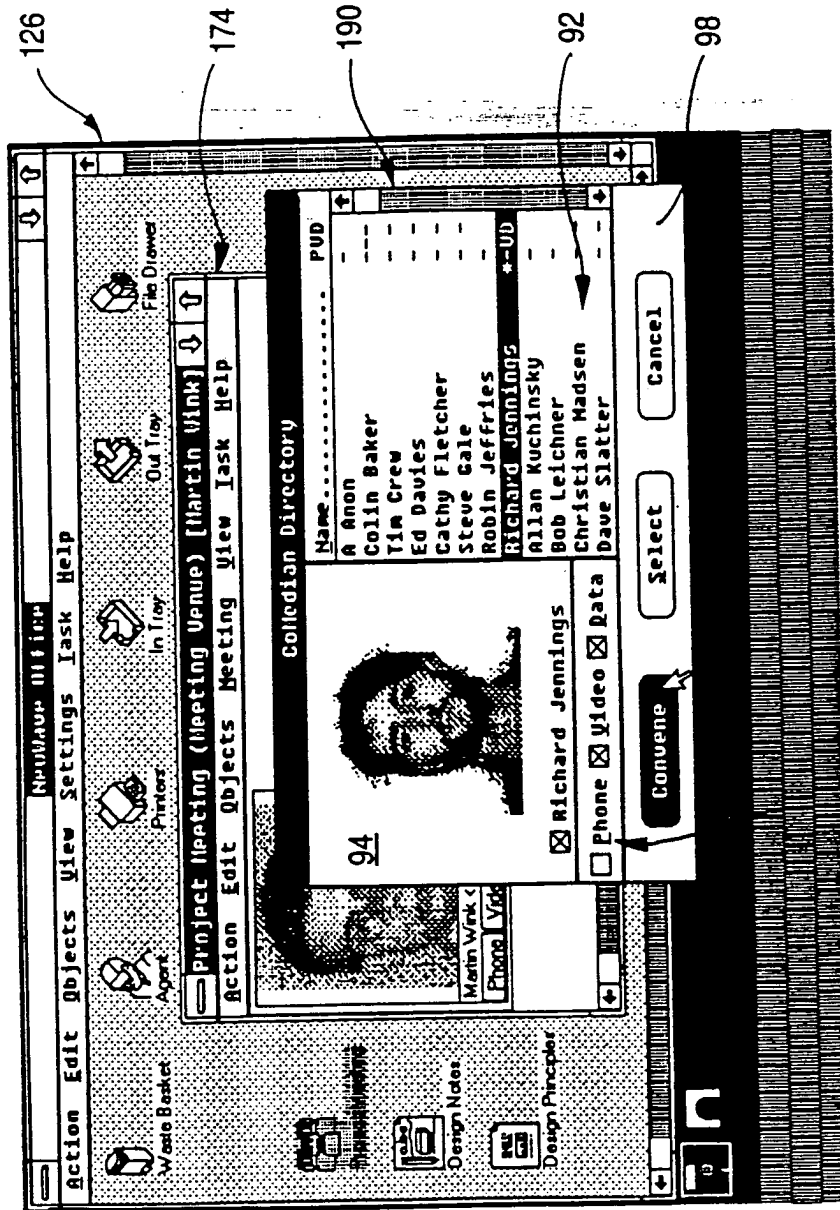 NewWave Office
Action Edit Objects View Settings Task Help
Waste Basket
Agent
Printers
In Tray
Out Tray
File Drawer
Design Notes
Design Principles
Project Meeting (Meeting Venue) [Martin Wink]
Action Edit Objects Meeting View Task Help
Martin Wink <
Phone
Collodian Directory
94
Richard Jennings
Phone Video Data
Name.................... PVD
A Anon -
Colin Baker ---
Tim Crew --
Ed Davies --
Cathy Fletcher --
Steve Gale --
Robin Jeffries -
Richard Jennings *-VD
Allan Kuchinsky -
Bob Leichner --
Christian Madsen --
Dave Slatter --
Convene
Select
Cancel
126
174
190
92
98